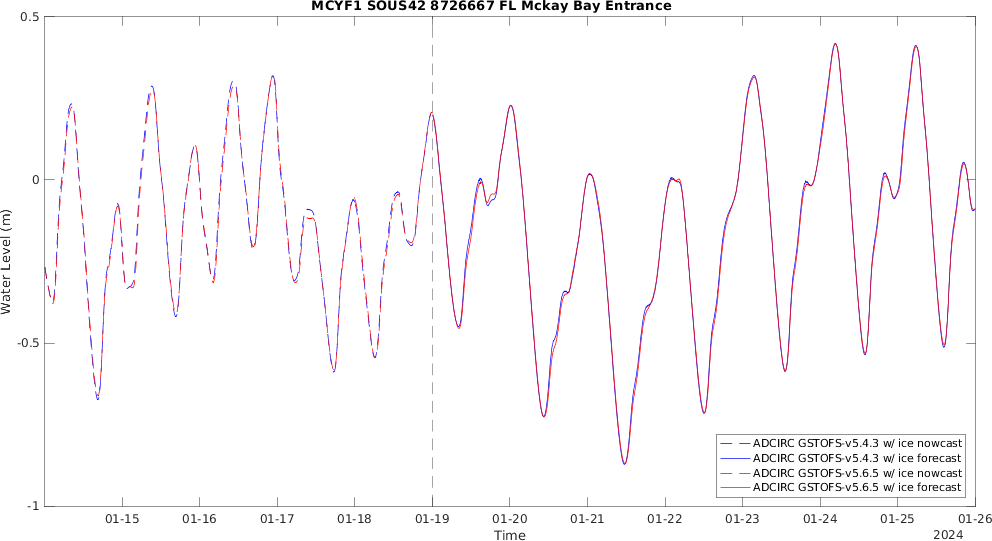 MCYF1 SOUS42 8726667 FL Mckay Bay Entrance
0.5
0
-0.5
-1
Water Level (m)
01-15 01-16 01-17 01-18 01-19 01-20 01-21 01-22 01-23 01-24 01-25 01-26
Time
2024
ADCIRC GSTOFS-v5.4.3 w/ ice nowcast
ADCIRC GSTOFS-v5.4.3 w/ ice forecast
ADCIRC GSTOFS-v5.6.5 w/ ice nowcast
ADCIRC GSTOFS-v5.6.5 w/ ice forecast